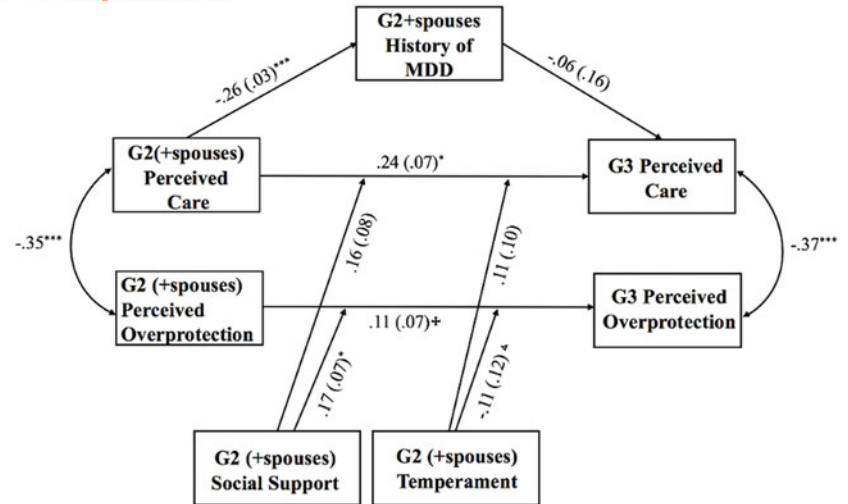 G2+spouses
History of
MDD
-.26 (.03)***
-.06 (.16)
G2(+spouses)
Perceived
Care
.24 (.07)*
G3 Perceived
Care
-.35***
.16 (.08)
.11 (.10)
-.37***
G2 (+spouses)
Perceived
Overprotection
.11 (.07)+
G3 Perceived
Overprotection
.17 (.07)*
-.11 (.12)^
G2 (+spouses)
Social Support
G2 (+spouses)
Temperament